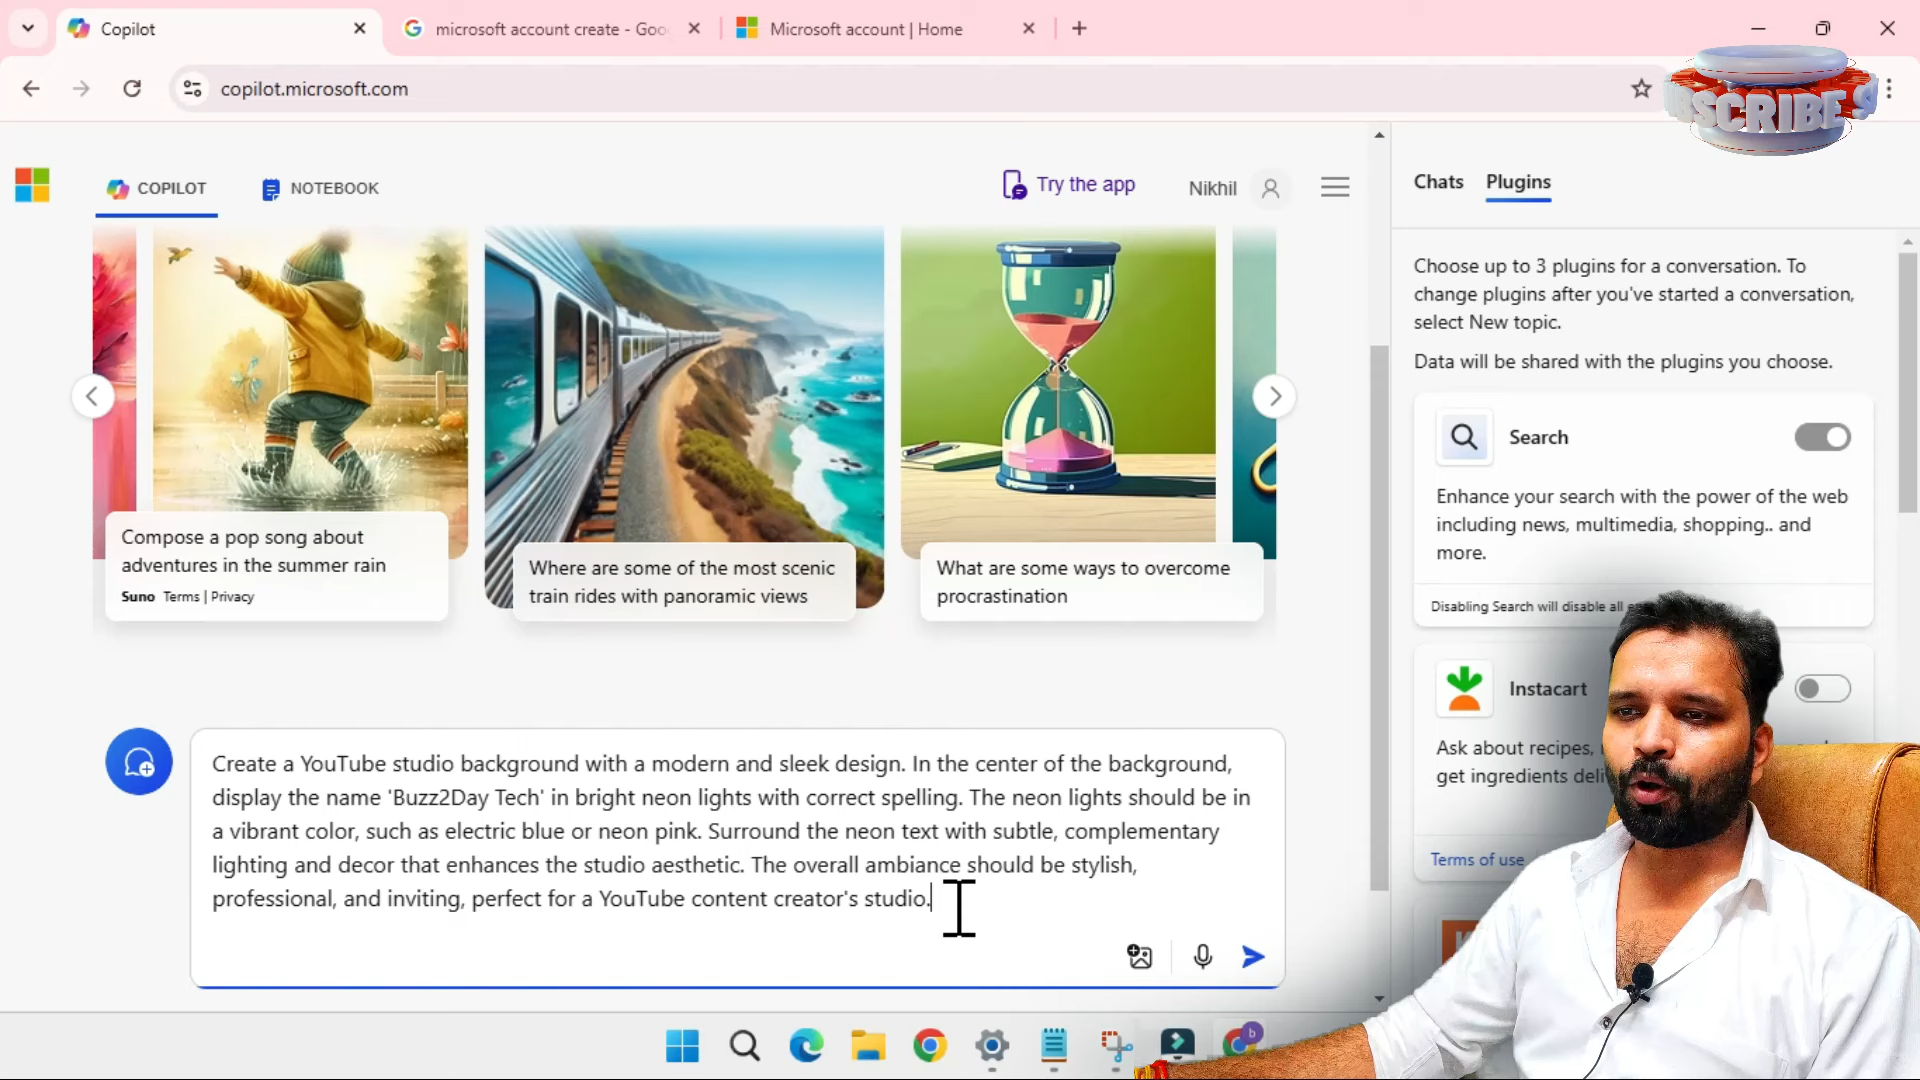 Copilot
microsoft account create - Goo
Microsoft account | Home
copilot.microsoft.com
BSCRIBE S
COPILOT
NOTEBOOK
Try the app
Nikhil
Chats
Plugins
Choose up to 3 plugins for a conversation. To
change plugins after you've started a conversation,
select New topic.
Data will be shared with the plugins you choose.
Search
Enhance your search with the power of the web
including news, multimedia, shopping.. and
more.
Disabling Search will disable all
Instacart
Ask about recipes,
get ingredients deli
Terms of use
Compose a pop song about
adventures in the summer rain
Suno Terms | Privacy
Where are some of the most scenic
train rides with panoramic views
What are some ways to overcome
procrastination
Create a YouTube studio background with a modern and sleek design. In the center of the background,
display the name 'Buzz2Day Tech' in bright neon lights with correct spelling. The neon lights should be in
a vibrant color, such as electric blue or neon pink. Surround the neon text with subtle, complementary
lighting and decor that enhances the studio aesthetic. The overall ambiance should be stylish,
professional, and inviting, perfect for a YouTube content creator's studio.
b